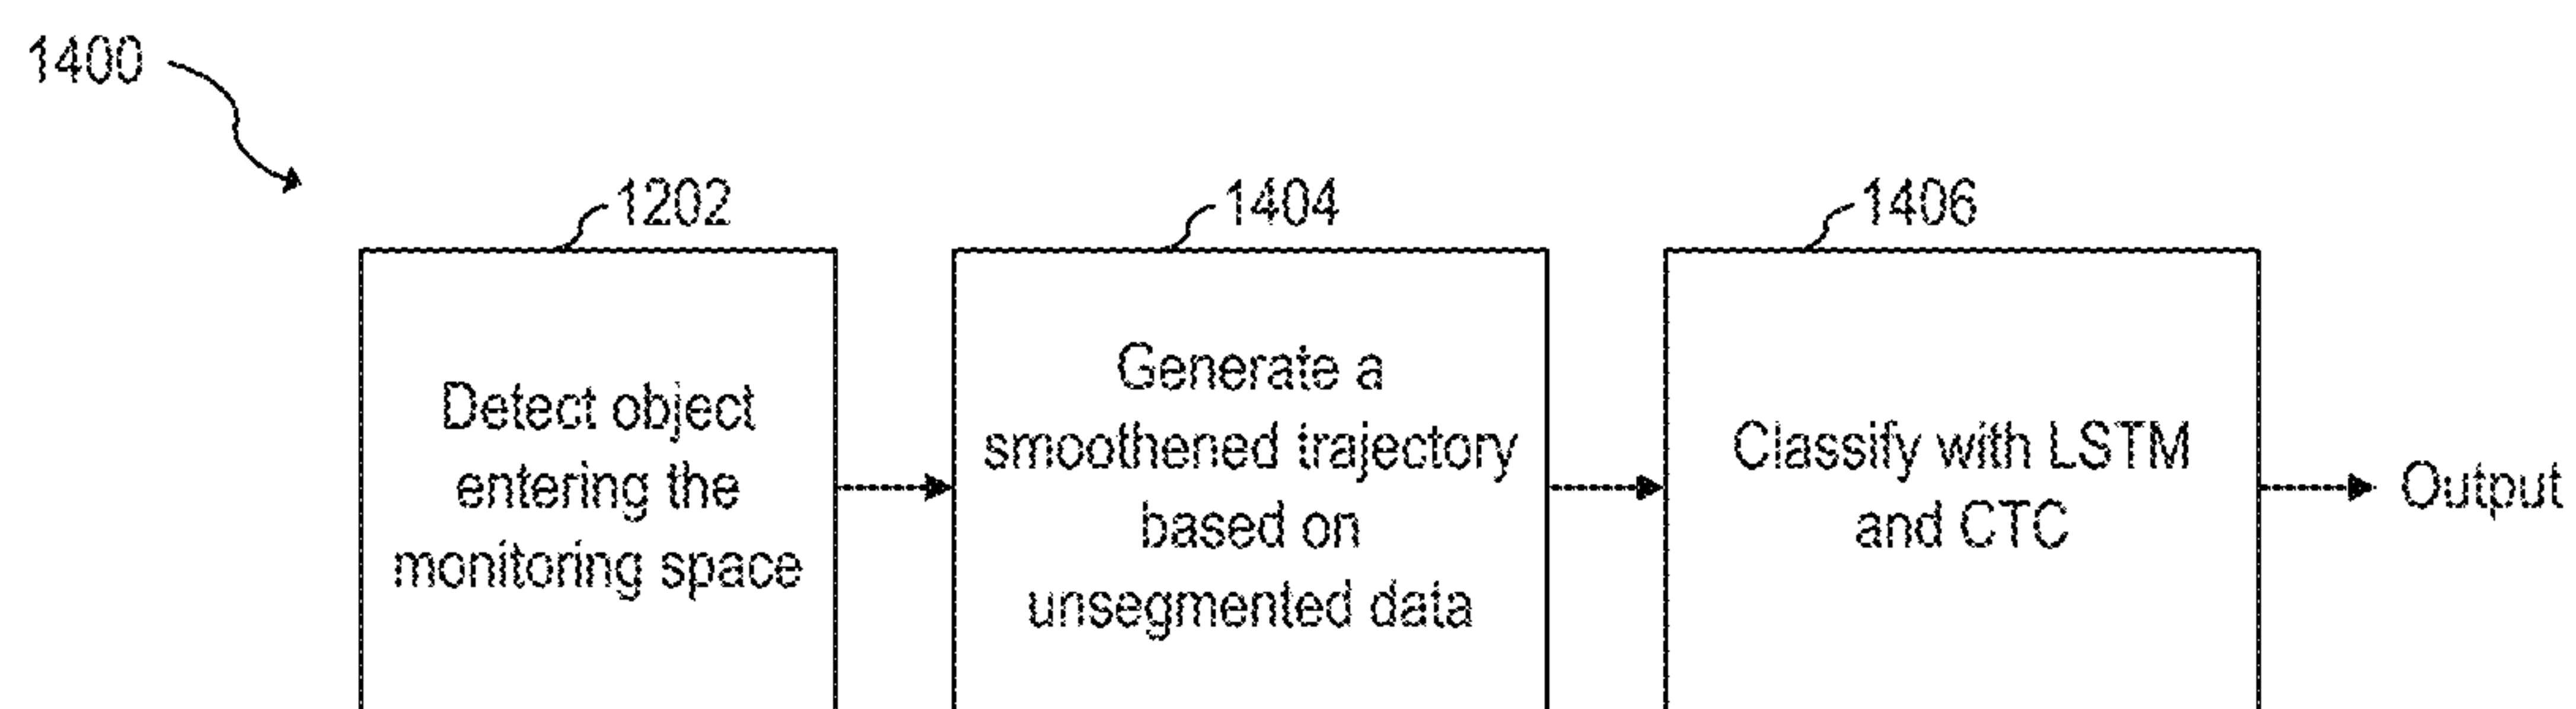 1400
1202
1404
1406
Detect object
entering the
monitoring space
Generate a
smoothened trajectory
based on
unsegmented data
Classify with LSTM
and CTC
Output